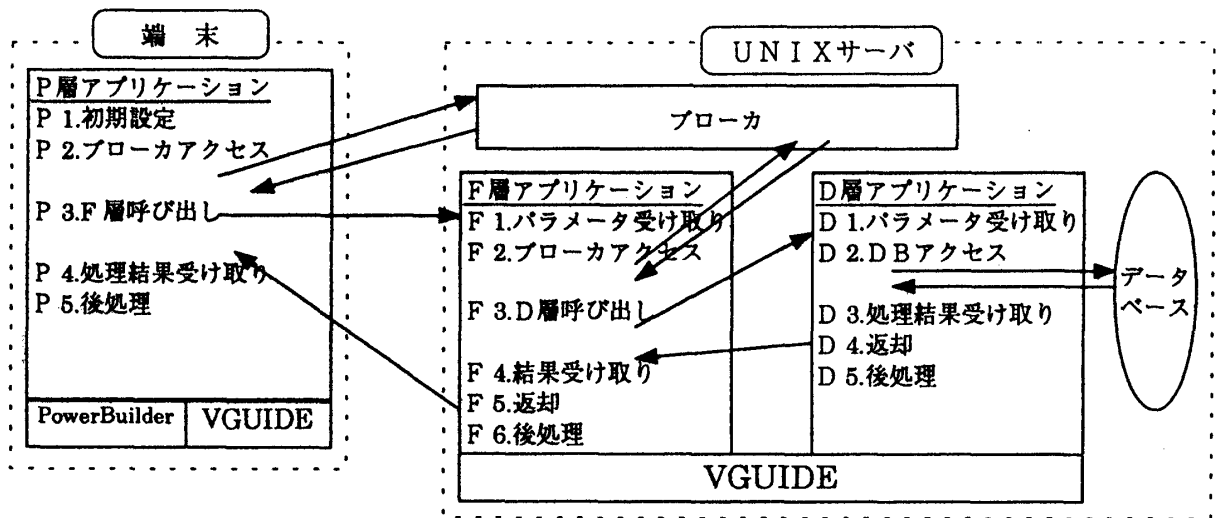 端 末
P層アプリケーション
P 1.初期設定
P 2.ブローカアクセス
P 3.F層呼び出し
P 4.処理結果受け取り
P 5.後処理
PowerBuilder
VGUIDE
UNIXサーバ
ブローカ
F層アプリケーション
F 1.パラメータ受け取り
F 2.ブローカアクセス
F 3.D層呼び出し
F 4.結果受け取り
F 5.返却
F 6.後処理
D層アプリケーション
D 1.パラメータ受け取り
D 2.DBアクセス
D 3.処理結果受け取り
D 4.返却
D 5.後処理
VGUIDE
データ
ベース